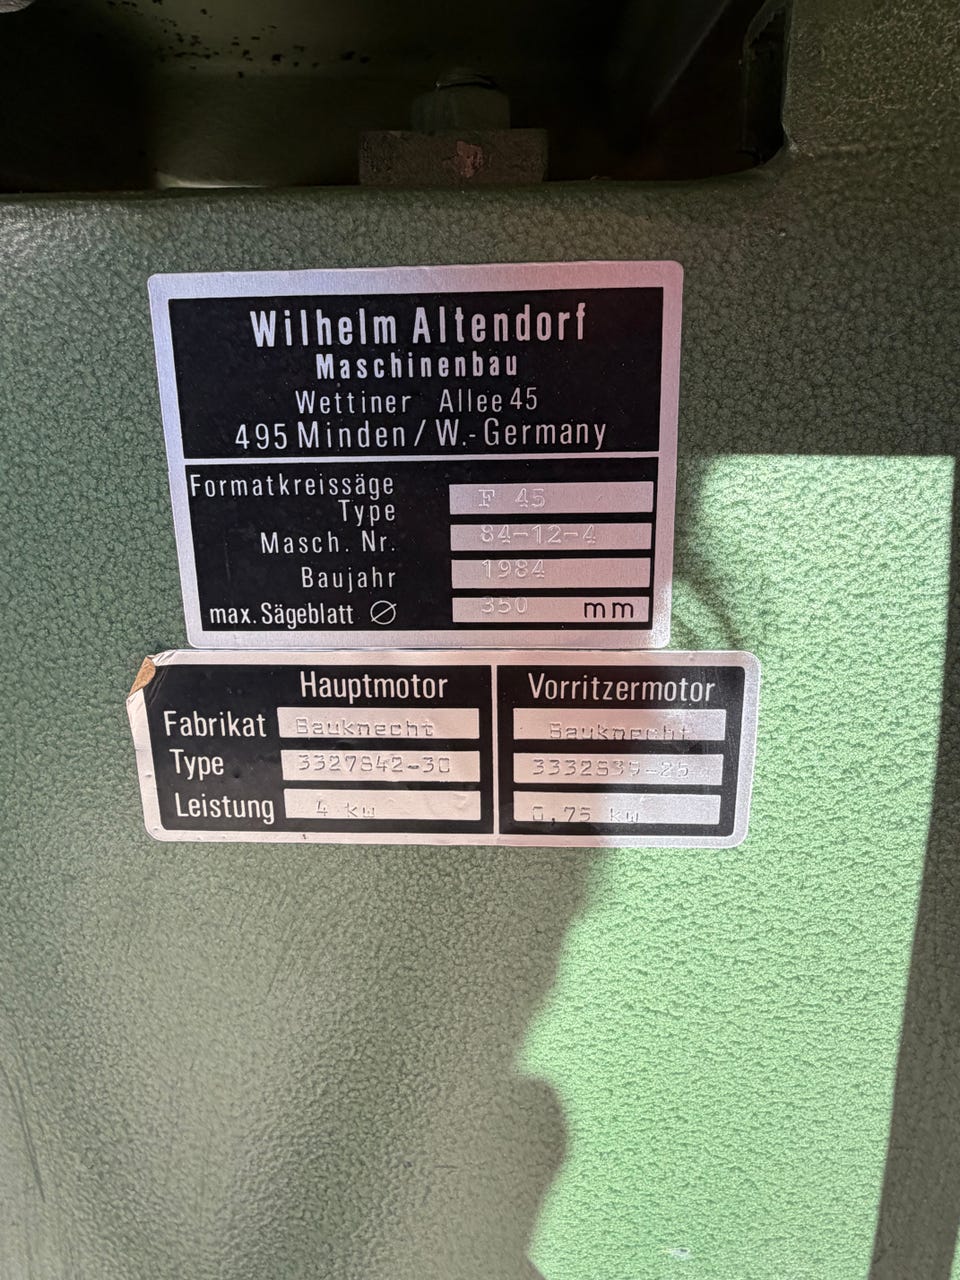 Wilhelm Altendorf
Maschinenbau
Wettiner Allee 45
495 Minden / W.-Germany
Formatkreissäge
Type F 45
Masch. Nr. 84-12-4
Baujahr 1984
max. Sägeblatt Ø 350 mm
Hauptmotor Vorritzermotor
Fabrikat Bauknecht Bauknecht
Type 3327842-30
Leistung 4 kw 0,75 kw